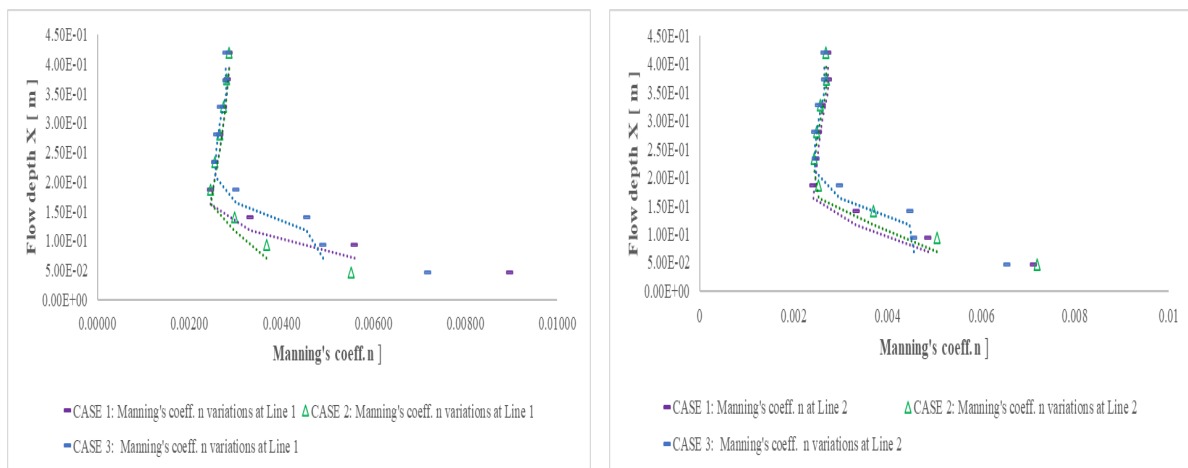 4.50E-01
4.00E-01
3.50E-01
3.00E-01
2.50E-01
2.00E-01
1.50E-01
1.00E-01
5.00E-02
0.00E+00
Flow depth X [ m ]
0.00000 0.00200 0.00400 0.00600 0.00800 0.01000
Manning's coeff.n ]
CASE 1: Manning's coeff. n variations at Line 1 CASE 2: Manning's coeff. n variations at Line 1
CASE 3: Manning's coeff. n variations at Line 1
4.50E-01
4.00E-01
3.50E-01
3.00E-01
2.50E-01
2.00E-01
1.50E-01
1.00E-01
5.00E-02
0.00E+00
Flow depth X [ m ]
0 0.002 0.004 0.006 0.008 0.01
Manning's coeff.n ]
CASE 1: Manning's coeff. n at Line 2 CASE 2: Manning's coeff. n variations at Line 2
CASE 3: Manning's coeff. n variations at Line 2